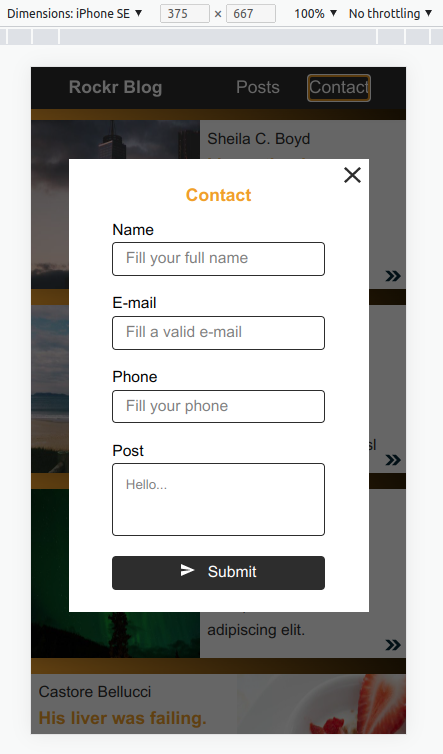 Dimensions: iPhone SE ▼ 375 × 667 100% ▼ No throttling ▼
Rockr Blog Posts Contact
Sheila C. Boyd
Contact
Name
Fill your full name
E-mail
Fill a valid e-mail
Phone
Fill your phone
Post
Hello...
Submit
adipiscing elit.
Castore Bellucci
His liver was failing.